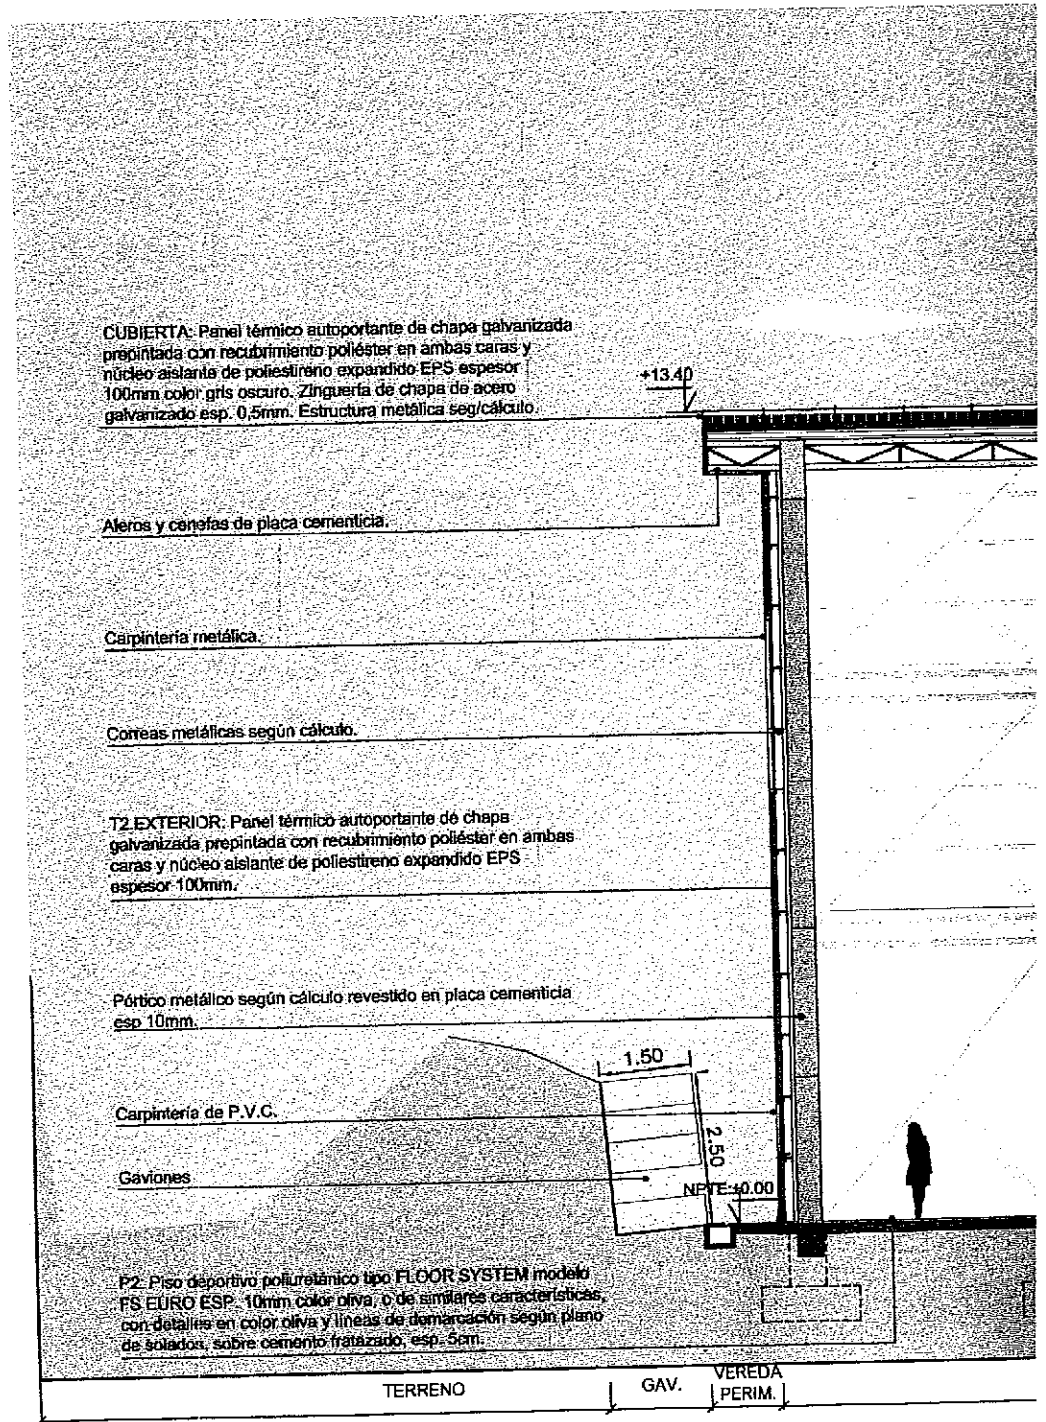 CUBIERTA: Panel térmico autoportante de chapa galvanizada
prepintada con recubrimiento poliéster en ambas caras y
núcleo aislante de poliestireno expandido EPS espesor
100mm color gris oscuro. Zinguería de chapa de acero
galvanizado esp. 0,5mm. Estructura metálica seg/cálculo.
+13.40
Aleros y cenefas de placa cementicia.
Carpintería metálica.
Correas metálicas según cálculo.
T2 EXTERIOR: Panel térmico autoportante de chapa
galvanizada prepintada con recubrimiento poliéster en ambas
caras y núcleo aislante de poliestireno expandido EPS
espesor 100mm.
Pórtico metálico según cálculo revestido en placa cementicia
esp 10mm.
1.50
Carpintería de P.V.C.
2.50
Gaviones
NPTE:±0.00
P2: Piso deportivo poliuretánico tipo FLOOR SYSTEM modelo
FS EURO ESP. 10mm color oliva, o de similares características,
con detalles en color oliva y líneas de demarcación según plano
de solados, sobre cemento fratazado, esp. 5cm.
TERRENO
GAV.
VEREDA
PERIM.